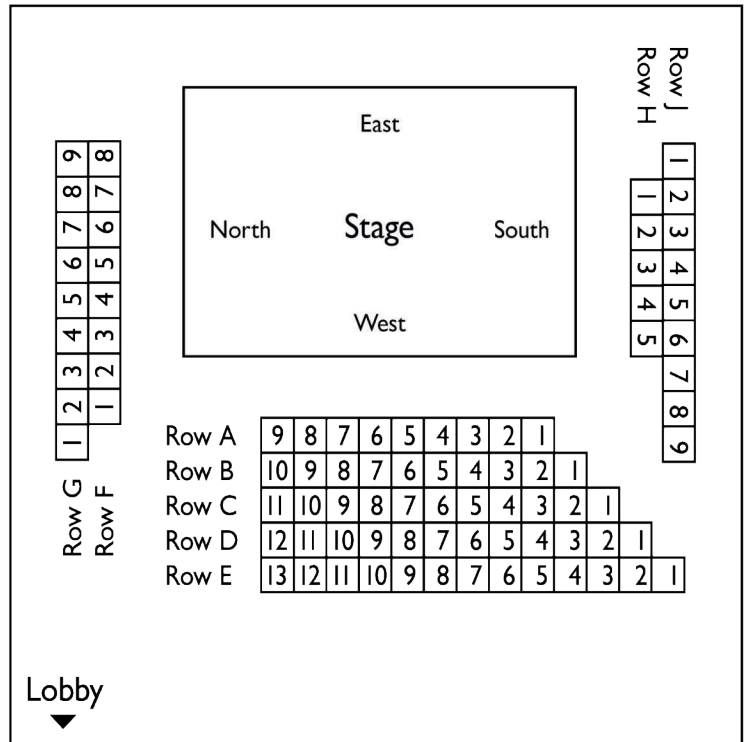 East
North Stage South
West
Row J
Row H
1 2 3 4 5 6 7 8 9
1 2 3 4 5
Row G 1 2 3 4 5 6 7 8 9
Row F 1 2 3 4 5 6 7 8
Row A 9 8 7 6 5 4 3 2 1
Row B 10 9 8 7 6 5 4 3 2 1
Row C 11 10 9 8 7 6 5 4 3 2 1
Row D 12 11 10 9 8 7 6 5 4 3 2 1
Row E 13 12 11 10 9 8 7 6 5 4 3 2 1
Lobby